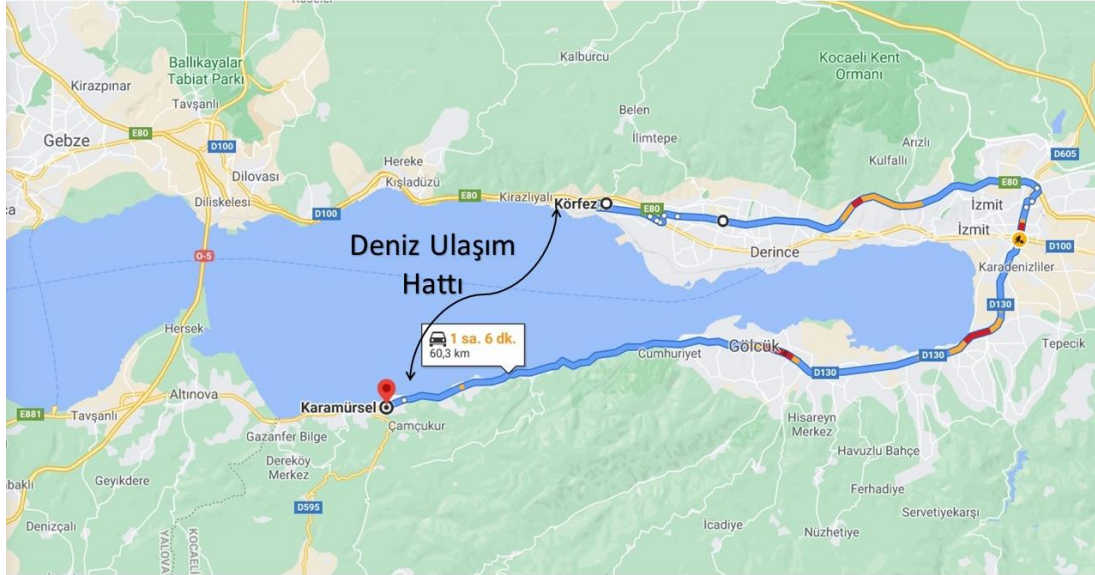 Ballıkayalar
Tabiat Parkı
Kirazpınar
Tavşanlı
Gebze
E80
D100
Dilovası
Diliskelesi
D100
Hereke
Kışladüzü
E80
Kirazlıyalı
Kalburcu
Belen
İlimtepe
Kocaeli Kent
Ormanı
Arızlı
Kulfallı
D605
E80
İzmit
İzmit
D100
Karadenizliler
Körfez
E80
Derince
Deniz Ulaşım
Hattı
O-5
Hersek
1 sa. 6 dk.
60,3 km
Cumhuriyet
Gölcük
D130
D130
D130
Tepecik
Altınova
Karamürsel
E881
Tavşanlı
Gazanfer Bilge
Çamçukur
Dereköy
Merkez
Geyikdere
D595
Denizçalı
YALOVA
KOCAELİ
Hisareyn
Merkez
Havuzlu Bahçe
Ferhadiye
Servetiyekarşı
İcadiye
Nüzhetiye